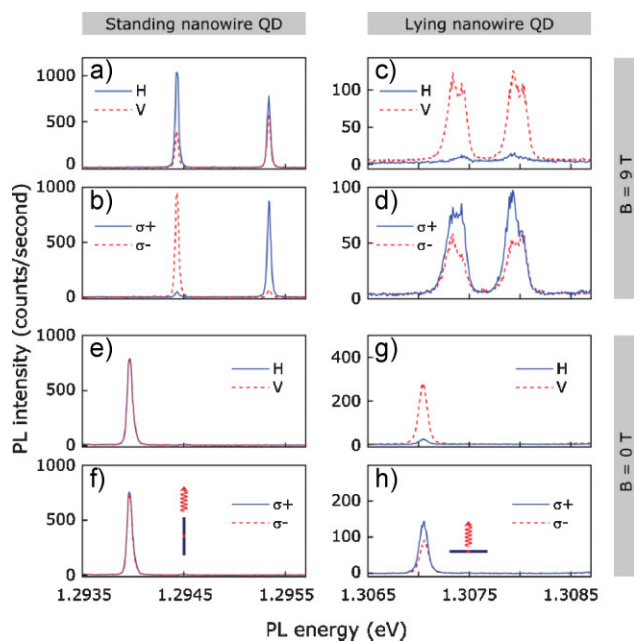 Standing nanowire QD
Lying nanowire QD
a)
H
V
1000
500
0
c)
H
V
100
50
0
b)
σ+
σ-
1000
500
0
d)
σ+
σ-
100
50
0
B = 9 T
e)
H
V
1000
500
0
g)
H
V
400
200
0
f)
σ+
σ-
1000
500
0
h)
σ+
σ-
200
100
0
B = 0 T
1.2935
1.2945
1.2955
1.3065
1.3075
1.3085
PL intensity (counts/second)
PL energy (eV)